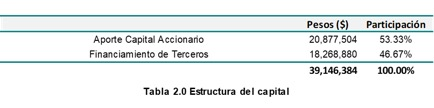 Pesos ($) Participación
Aporte Capital Accionario 20,877,504 53.33%
Financiamiento de Terceros 18,268,880 46.67%
39,146,384 100.00%
Tabla 2.0 Estructura del capital